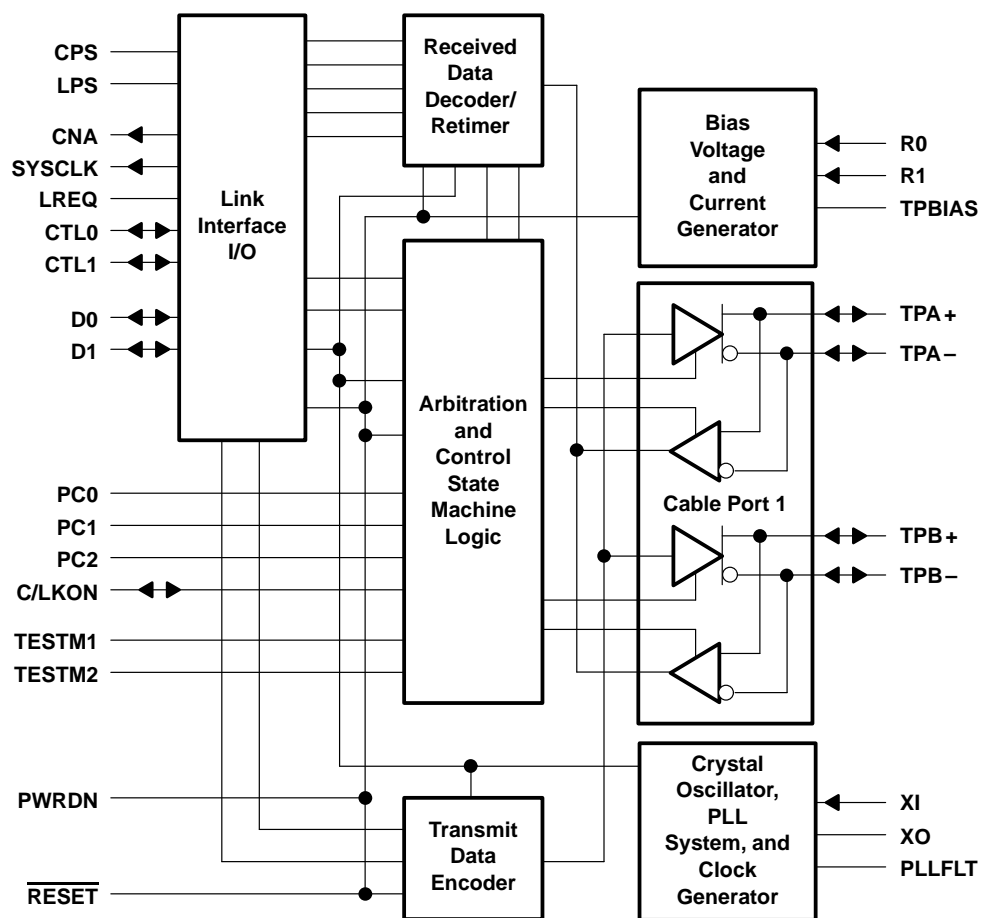 CPS
LPS
CNA
SYSCLK
LREQ
CTL0
CTL1
D0
D1
PC0
PC1
PC2
C/LKON
TESTM1
TESTM2
PWRDN
RESET
Link
Interface
I/O
Received
Data
Decoder/
Retimer
Arbitration
and
Control
State
Machine
Logic
Transmit
Data
Encoder
Bias
Voltage
and
Current
Generator
Cable Port 1
Crystal
Oscillator,
PLL
System, and
Clock
Generator
R0
R1
TPBIAS
TPA+
TPA−
TPB+
TPB−
XI
XO
PLLFLT